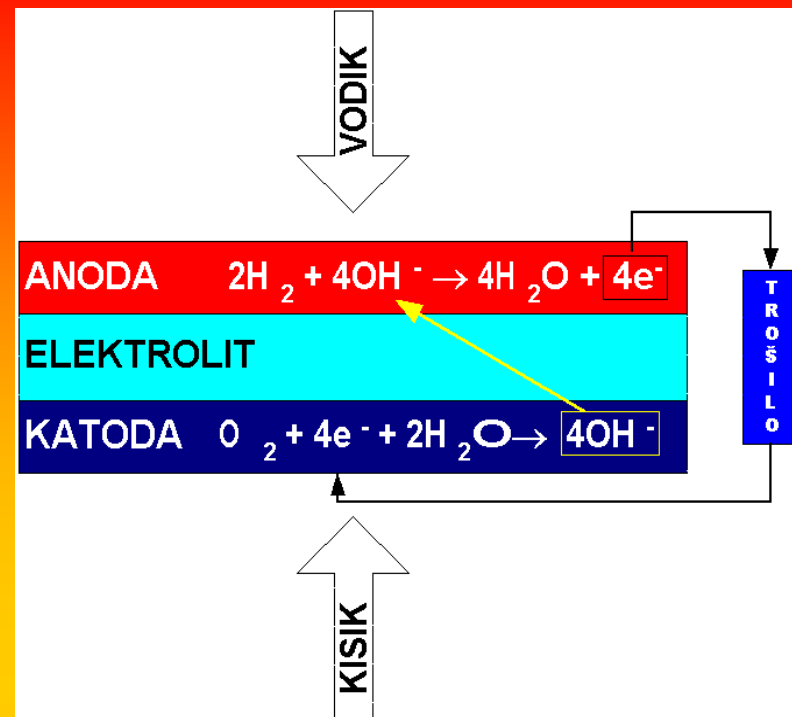 VODIK
ANODA 2H₂ + 4OH⁻ → 4H₂O + 4e⁻
TROŠILO
ELEKTROLIT
KATODA O₂ + 4e⁻ + 2H₂O → 4OH⁻
KISIK